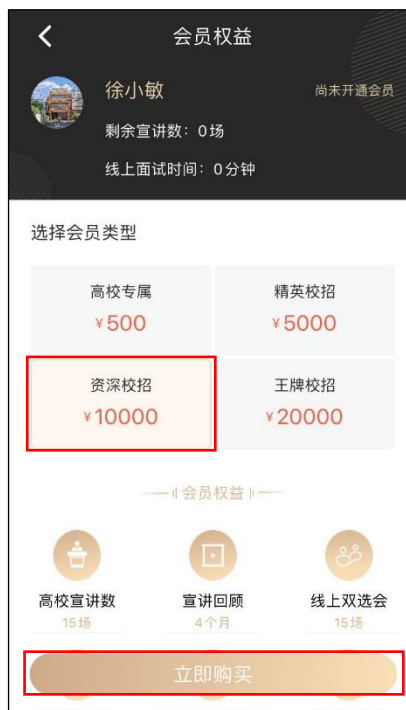 会员权益
徐小敏
尚未开通会员
剩余宣讲数：0场
线上面试时间：0分钟
选择会员类型
高校专属 精英校招
¥500 ¥5000
资深校招 王牌校招
¥10000 ¥20000
会员权益
高校宣讲数 宣讲回顾 线上双选会
15场 4个月 15场
立即购买